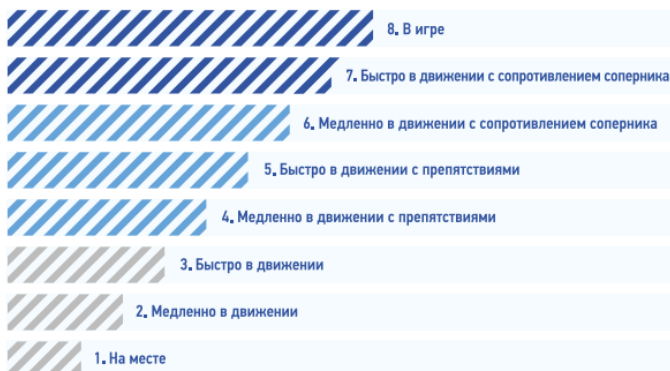 8. В игре
7. Быстро в движении с сопротивлением соперника
6. Медленно в движении с сопротивлением соперника
5. Быстро в движении с препятствиями
4. Медленно в движении с препятствиями
3. Быстро в движении
2. Медленно в движении
1. На месте